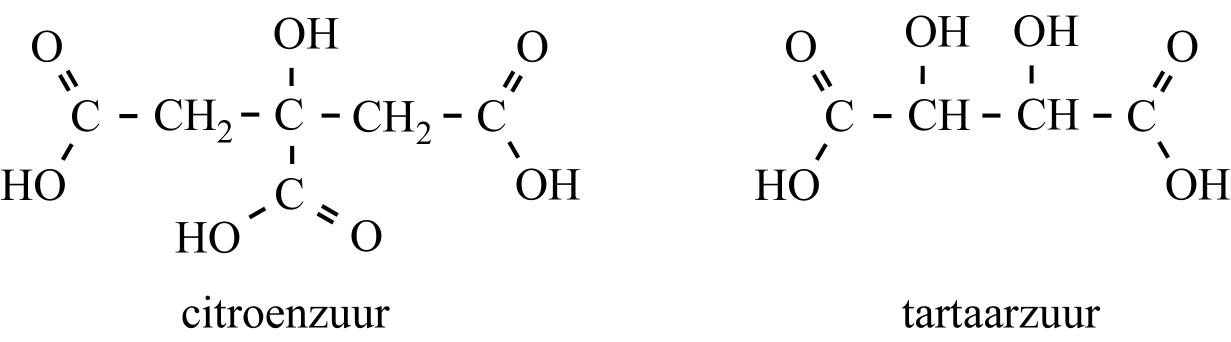 O OH O OH OH O
C – CH₂ – C – CH₂ – C C – CH – CH – C
HO C OH HO OH
HO O
citroenzuur tartaarzuur